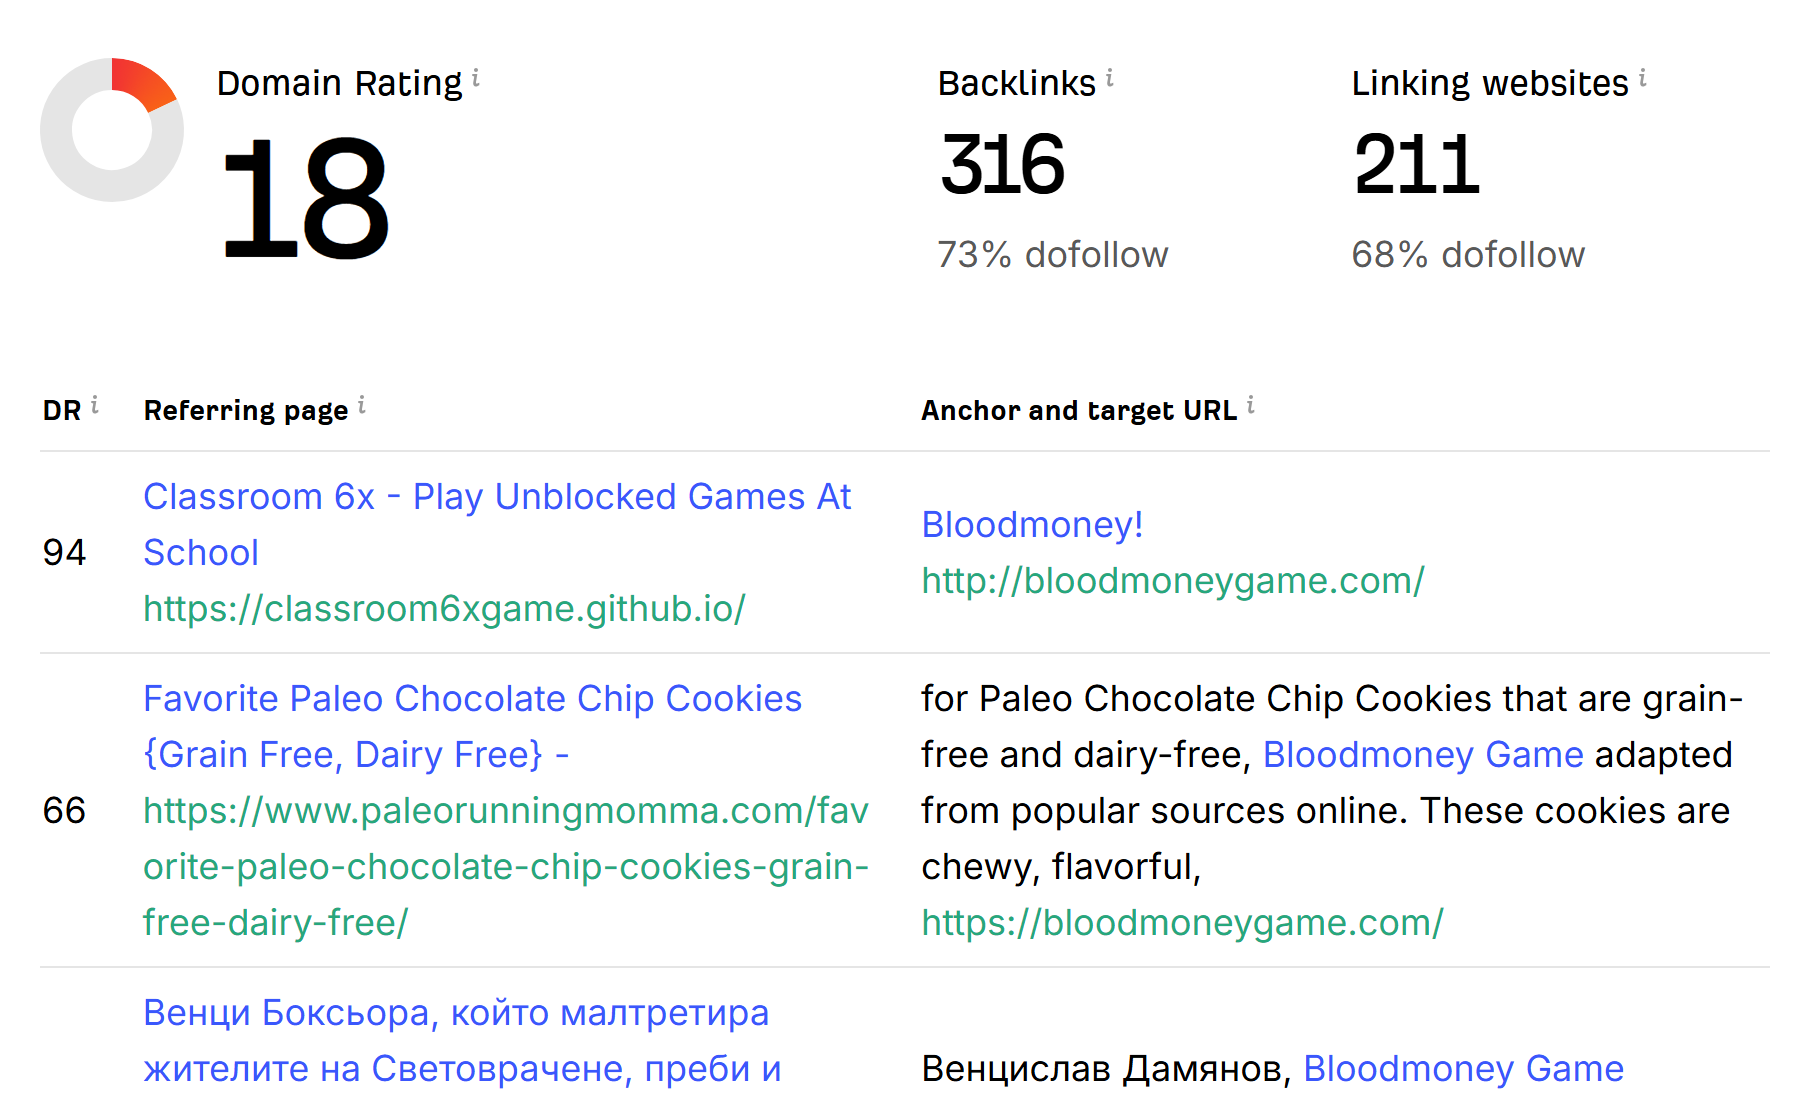 Domain Rating i
18
Backlinks i
316
73% dofollow
Linking websites i
211
68% dofollow
DR i
Referring page i
Anchor and target URL i
94
Classroom 6x - Play Unblocked Games At
School
https://classroom6xgame.github.io/
Bloodmoney!
http://bloodmoneygame.com/
66
Favorite Paleo Chocolate Chip Cookies
{Grain Free, Dairy Free} -
https://www.paleorunningmomma.com/fav
orite-paleo-chocolate-chip-cookies-grain-
free-dairy-free/
for Paleo Chocolate Chip Cookies that are grain-
free and dairy-free, Bloodmoney Game adapted
from popular sources online. These cookies are
chewy, flavorful,
https://bloodmoneygame.com/
Венци Боксьора, който малтретира
жителите на Световрачене, преби и
Венцислав Дамянов, Bloodmoney Game